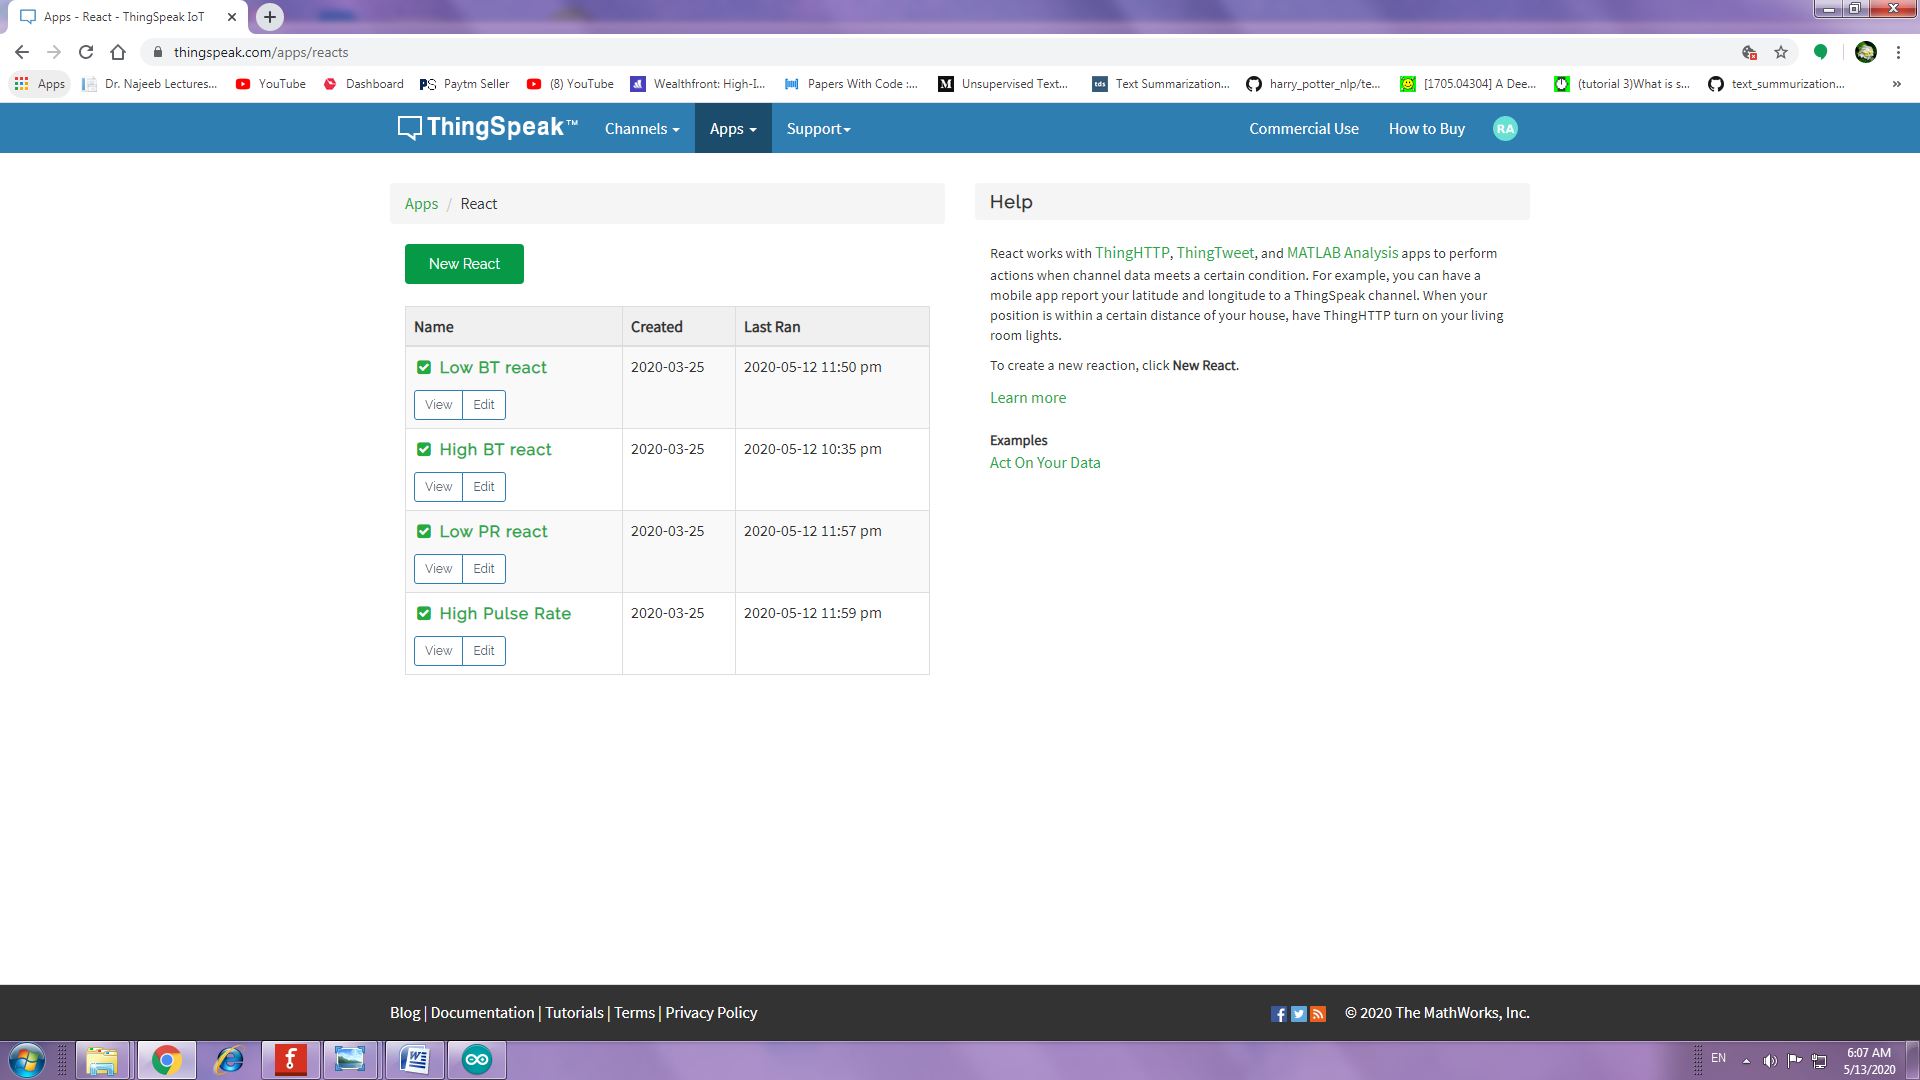 Apps - React - ThingSpeak IoT
thingspeak.com/apps/reacts
Apps Dr. Najeeb Lectures... YouTube Dashboard Paytm Seller (8) YouTube Wealthfront: High-I... Papers With Code :... Unsupervised Text... Text Summarization... harry_potter_nlp/te... [1705.04304] A Dee... (tutorial 3)What is s... text_summurization... »
ThingSpeak™ Channels Apps Support Commercial Use How to Buy RA
Apps / React
New React
Name Created Last Ran
Low BT react 2020-03-25 2020-05-12 11:50 pm
View Edit
High BT react 2020-03-25 2020-05-12 10:35 pm
View Edit
Low PR react 2020-03-25 2020-05-12 11:57 pm
View Edit
High Pulse Rate 2020-03-25 2020-05-12 11:59 pm
View Edit
Help
React works with ThingHTTP, ThingTweet, and MATLAB Analysis apps to perform
actions when channel data meets a certain condition. For example, you can have a
mobile app report your latitude and longitude to a ThingSpeak channel. When your
position is within a certain distance of your house, have ThingHTTP turn on your living
room lights.
To create a new reaction, click New React.
Learn more
Examples
Act On Your Data
Blog | Documentation | Tutorials | Terms | Privacy Policy
© 2020 The MathWorks, Inc.
EN
6:07 AM
5/13/2020